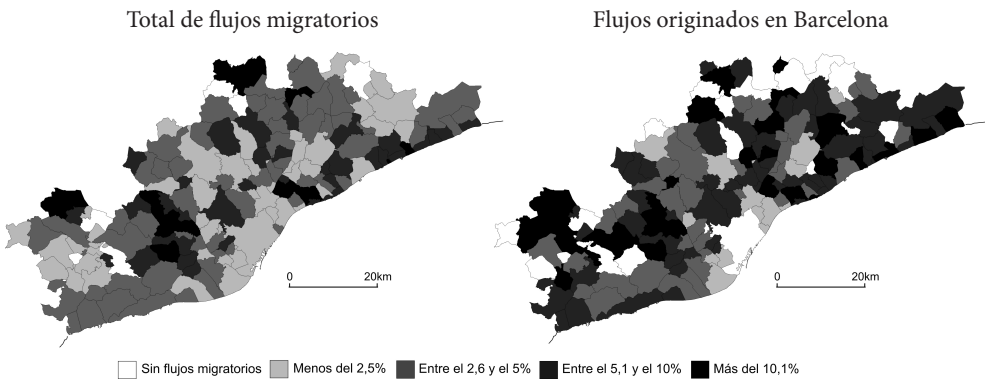 Total de flujos migratorios
Flujos originados en Barcelona
0 20km
0 20km
Sin flujos migratorios Menos del 2,5% Entre el 2,6 y el 5% Entre el 5,1 y el 10% Más del 10,1%